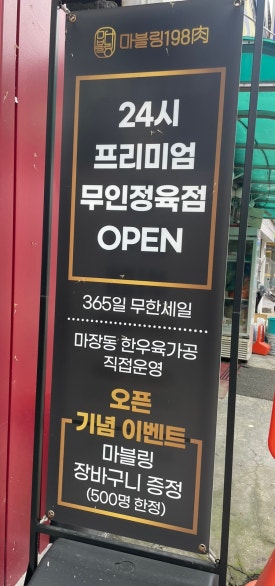 마블링
마블링198肉
24시
프리미엄
무인정육점
OPEN
365일 무한세일
마장동 한우육가공
직접운영
오픈
기념 이벤트
마블링
장바구니 증정
(500명 한정)